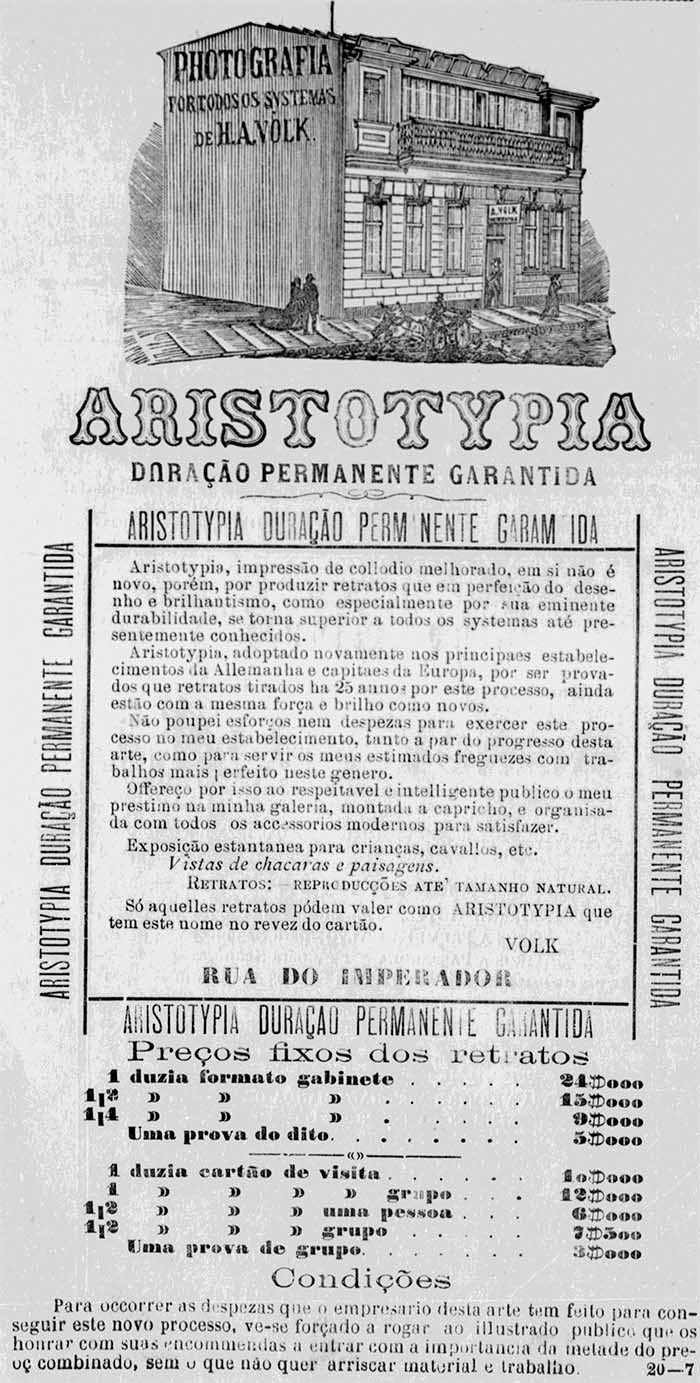 PHOTOGRAFIA
POR TODOS OS SYSTEMAS
DE H. A. VOLK.
A. VOLK
ARISTOTYPIA
DURAÇÃO PERMANENTE GARANTIDA
ARISTOTYPIA DURAÇÃO PERM NENTE GARAM IDA
ARISTOTYPIA DURAÇÃO PERMANENTE GARANTIDA
Aristotypia, impressão de collodio melhorado, em si não é
novo, porém, por produzir retratos que em perfeição do dese-
nho e brilhantismo, como especialmente por sua eminente
durabilidade, se torna superior a todos os systemas até pre-
sentemente conhecidos.
Aristotypia, adoptado novamente nos principaes estabele-
cimentos da Allemanha e capitaes da Europa, por ser prova-
dos que retratos tirados ha 25 annos por este processo, ainda
estão com a mesma força e brilho como novos.
Não poupei esforços nem despezas para exercer este pro-
cesso no meu estabelecimento, tanto a par do progresso desta
arte, como para servir os meus estimados freguezes com tra-
balhos mais perfeito neste genero.
Offereço por isso ao respeitavel e intelligente publico o meu
prestimo na minha galeria, montada a capricho, e organisa-
da com todos os accessorios modernos para satisfazer.
Exposição estantanea para crianças, cavallos, etc.
Vistas de chacaras e paisagens.
RETRATOS: —REPRODUCÇÕES ATE' TAMANHO NATURAL.
Só aquelles retratos pódem valer como ARISTOTYPIA que
tem este nome no revez do cartão.
VOLK
RUA DO IMPERADOR
ARISTOTYPIA DURAÇÃO PERMANENTE GARANTIDA
ARISTOTYPIA DURAÇAO PERMANENTE GARANTIDA
Preços fixos dos retratos
1 duzia formato gabinete . . . . . 24$000
1|2 » » » . . . . . 15$000
1|4 » » » . . . . . 9$000
Uma prova do dito. . . . . . . 5$000
«»
1 duzia cartão de visita . . . . . 10$000
1 » » » » grupo . . . 12$000
1|2 » » » uma pessoa . . . 6$000
1|2 » » » grupo . . . . 7$500
Uma prova de grupo. . . . . . 3$000
Condições
Para occorrer as despezas que o empresario desta arte tem feito para con-
seguir este novo processo, ve-se forçado a rogar ao illustrado publico que os
honrar com suas encommendas a entrar com a importancia da metade do pre-
oç combinado, sem o que não quer arriscar material e trabalho. 20—7